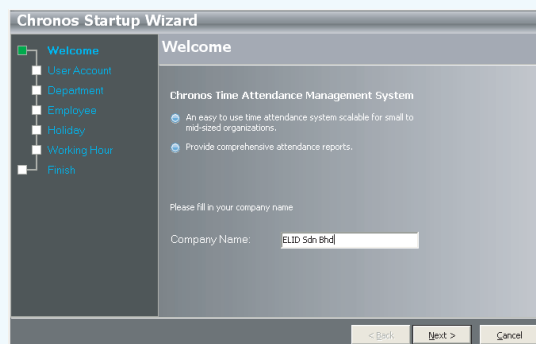 Chronos Startup Wizard
Welcome
User Account
Department
Employee
Holiday
Working Hour
Finish
Welcome
Chronos Time Attendance Management System
An easy to use time attendance system scalable for small to
mid-sized organizations.
Provide comprehensive attendance reports.
Please fill in your company name
Company Name:
ELID Sdn Bhd
< Back
Next >
Cancel